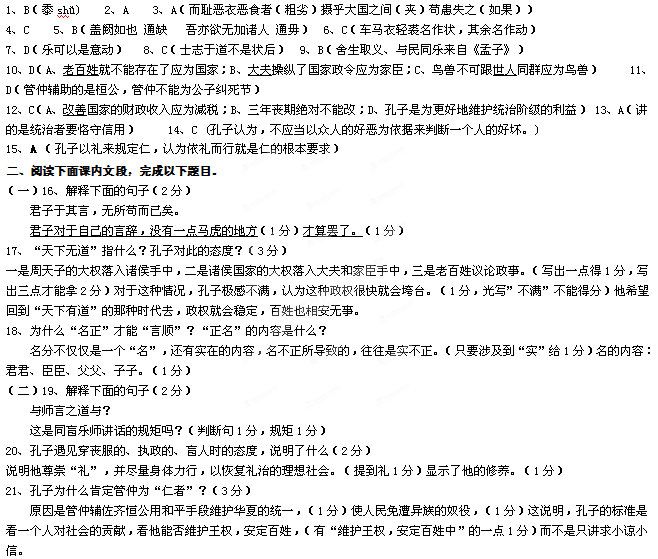 1、B(黍 shǔ)    2、A    3、A(而耻恶衣恶食者(粗劣)摄乎大国之间(夹)苟患失之(如果))
4、C    5、B(盖阙如也 通缺    吾亦欲无加诸人 通毋)    6、C(车马衣轻裘名作状，其余名作动)
7、D(乐可以是意动)    8、C(士志于道不是状后)    9、B(舍生取义、与民同乐来自《孟子》)
10、D(A、老百姓就不能存在了应为国家；B、大夫操纵了国家政令应为家臣；C、鸟兽不可跟世人同群应为鸟兽)    11、
D(管仲辅助的是桓公，管仲不能为公子纠死节)
12、C(A、改善国家的财政收入应为减税；B、三年丧期绝对不能改；D、孔子是为更好地维护统治阶级的利益) 13、A(讲
的是统治者要恪守信用)    14、C (孔子认为，不应当以众人的好恶为依据来判断一个人的好坏。)
15、A (孔子以礼来规定仁，认为依礼而行就是仁的根本要求)
二、阅读下面课内文段，完成以下题目。
(一)16、解释下面的句子(2分)
君子于其言，无所苟而已矣。
君子对于自己的言辞，没有一点马虎的地方(1分)才算罢了。(1分)
17、“天下无道”指什么？孔子对此的态度？(3分)
一是周天子的大权落入诸侯手中，二是诸侯国家的大权落入大夫和家臣手中，三是老百姓议论政事。(写出一点得1分，写
出三点才能拿2分)对于这种情况，孔子极感不满，认为这种政权很快就会垮台。(1分，光写”不满”不能得分)他希望
回到“天下有道”的那种时代去，政权就会稳定，百姓也相安无事。
18、为什么“名正”才能“言顺”？“正名”的内容是什么？
名分不仅仅是一个“名”，还有实在的内容，名不正所导致的，往往是实不正。(只要涉及到“实”给1分)名的内容：
君君、臣臣、父父、子子。(1分)
(二)19、解释下面的句子(2分)
与师言之道与？
这是同盲乐师讲话的规矩吗？(判断句1分，规矩1分)
20、孔子遇见穿丧服的、执政的、盲人时的态度，说明了什么(2分)
说明他尊崇“礼”，并尽量身体力行，以恢复礼治的理想社会。(提到礼1分)显示了他的修养。(1分)
21、孔子为什么肯定管仲为“仁者”？(3分)
原因是管仲辅佐齐桓公用和平手段维护华夏的统一，(1分)使人民免遭异族的奴役，(1分)这说明，孔子的标准是
看一个人对社会的贡献，看他能否维护王权，安定百姓，(有“维护王权，安定百姓中”的一点1分)而不是只讲求小谅小
信。